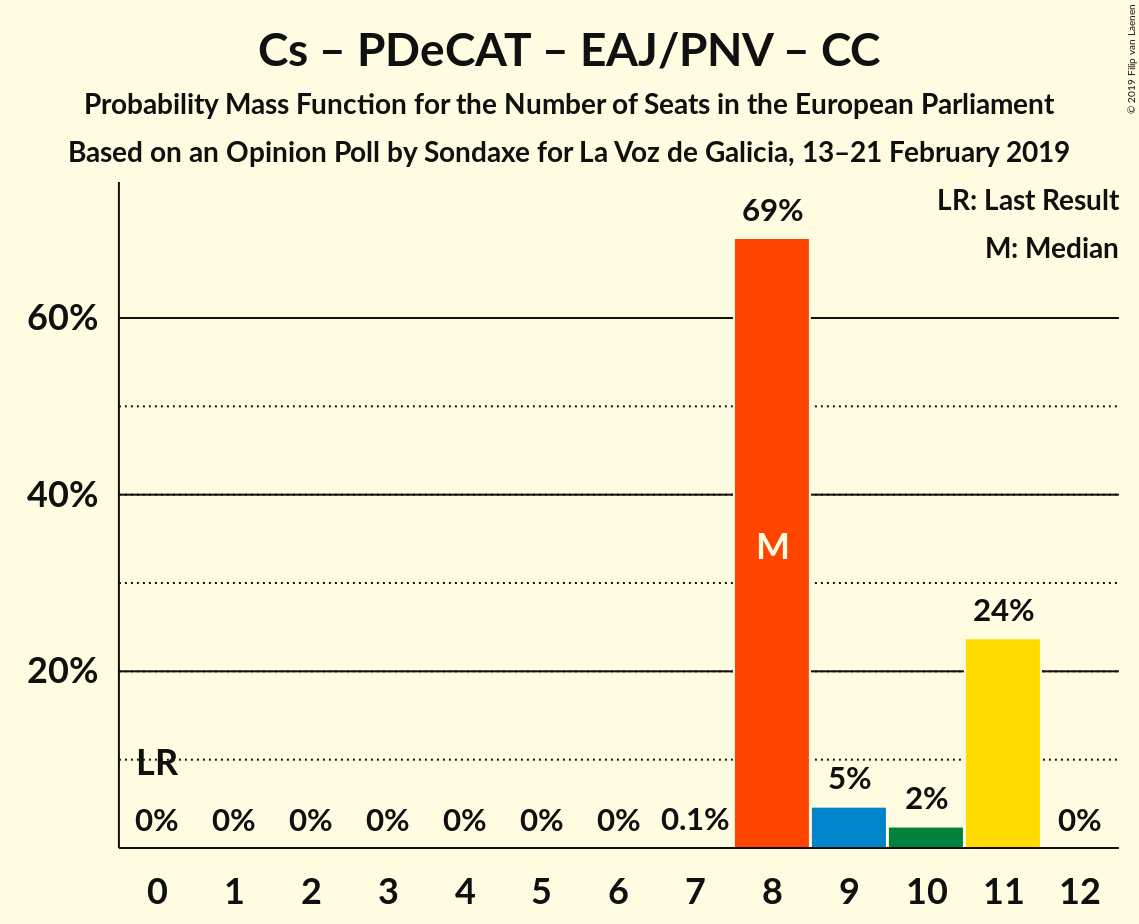 Cs – PDeCAT – EAJ/PNV – CC
Probability Mass Function for the Number of Seats in the European Parliament
Based on an Opinion Poll by Sondaxe for La Voz de Galicia, 13–21 February 2019
© 2019 Filip van Laenen
LR: Last Result
M: Median
69%
60%
40%
M
24%
20%
LR
5%
2%
0% 0% 0% 0% 0% 0% 0% 0.1% 0%
0 1 2 3 4 5 6 7 8 9 10 11 12